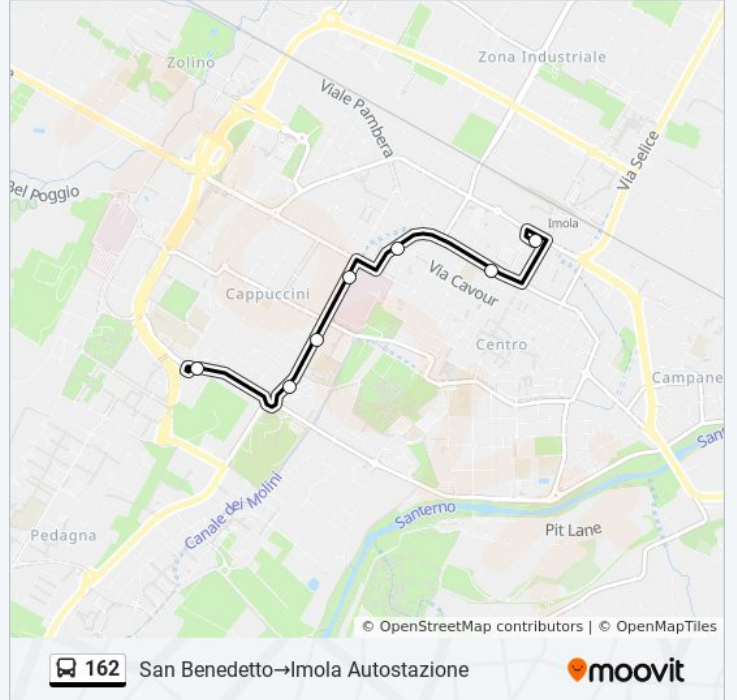 Zona Industriale
Zolino
Viale Pambera
Via Selice
Bel Poggio
Imola
Via Cavour
Cappuccini
Centro
Campane
Canale dei Molini
Santerno
Pit Lane
Pedagna
© OpenStreetMap contributors | © OpenMapTiles
162 San Benedetto→Imola Autostazione
moovit